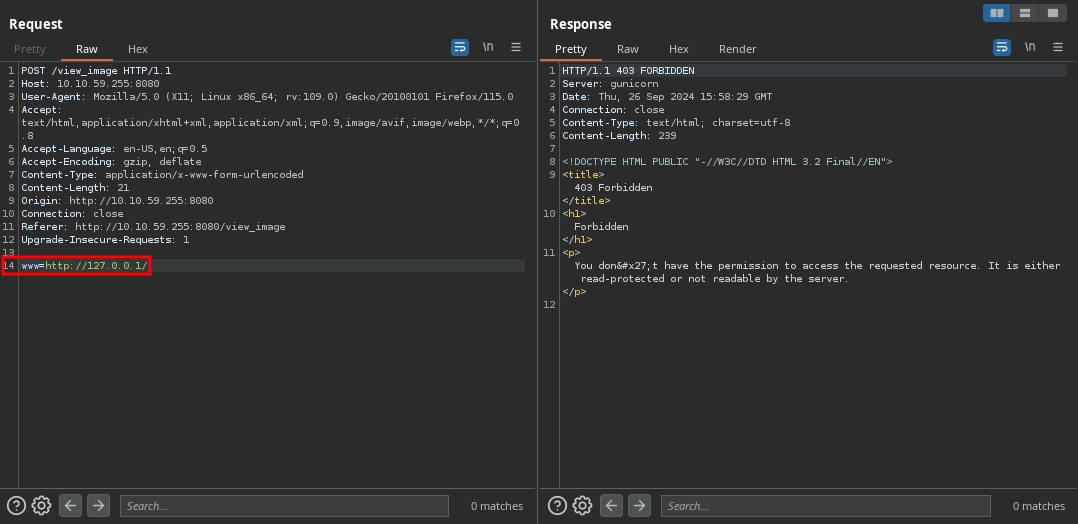 Request
Pretty Raw Hex \n
1 POST /view_image HTTP/1.1
2 Host: 10.10.59.255:8080
3 User-Agent: Mozilla/5.0 (X11; Linux x86_64; rv:109.0) Gecko/20100101 Firefox/115.0
4 Accept:
text/html,application/xhtml+xml,application/xml;q=0.9,image/avif,image/webp,*/*;q=0
.8
5 Accept-Language: en-US,en;q=0.5
6 Accept-Encoding: gzip, deflate
7 Content-Type: application/x-www-form-urlencoded
8 Content-Length: 21
9 Origin: http://10.10.59.255:8080
10 Connection: close
11 Referer: http://10.10.59.255:8080/view_image
12 Upgrade-Insecure-Requests: 1
13
14 www=http://127.0.0.1/
Search...
0 matches
Response
Pretty Raw Hex Render \n
1 HTTP/1.1 403 FORBIDDEN
2 Server: gunicorn
3 Date: Thu, 26 Sep 2024 15:58:29 GMT
4 Connection: close
5 Content-Type: text/html; charset=utf-8
6 Content-Length: 239
7
8 <!DOCTYPE HTML PUBLIC "-//W3C//DTD HTML 3.2 Final//EN">
9 <title>
403 Forbidden
</title>
10 <h1>
Forbidden
</h1>
11 <p>
You don&#x27;t have the permission to access the requested resource. It is either
read-protected or not readable by the server.
</p>
12
Search...
0 matches